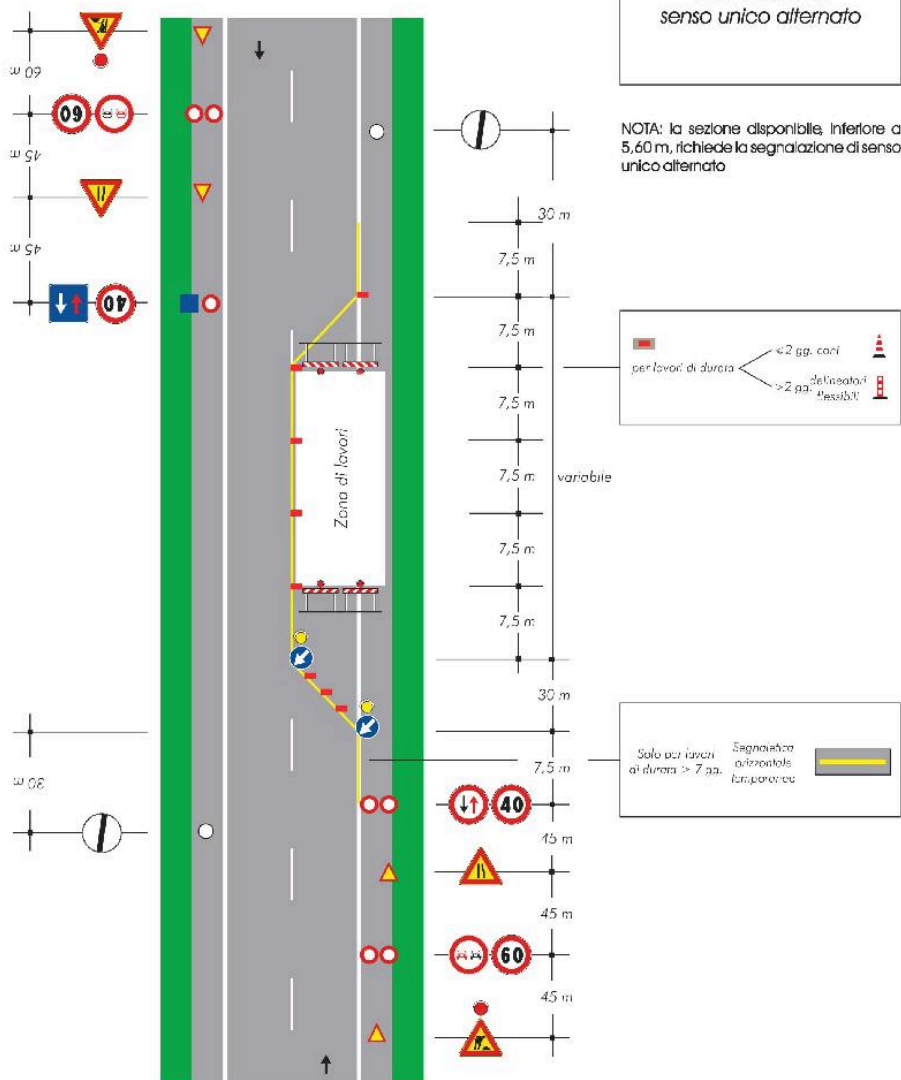 senso unico alternato
NOTA: la sezione disponibile, inferiore a
5,60 m, richiede la segnalazione di senso
unico alternato
60 m
60
45 m
45 m
40
30 m
7,5 m
7,5 m
7,5 m
7,5 m
7,5 m
7,5 m
variabile
per lavori di durata
<2 gg. coni
>2 gg. delineatori
flessibili
Zona di lavori
30 m
7,5 m
Solo per lavori
di durata > 7 gg.
Segnaletica
orizzontale
temporanea
30 m
40
45 m
45 m
60
45 m